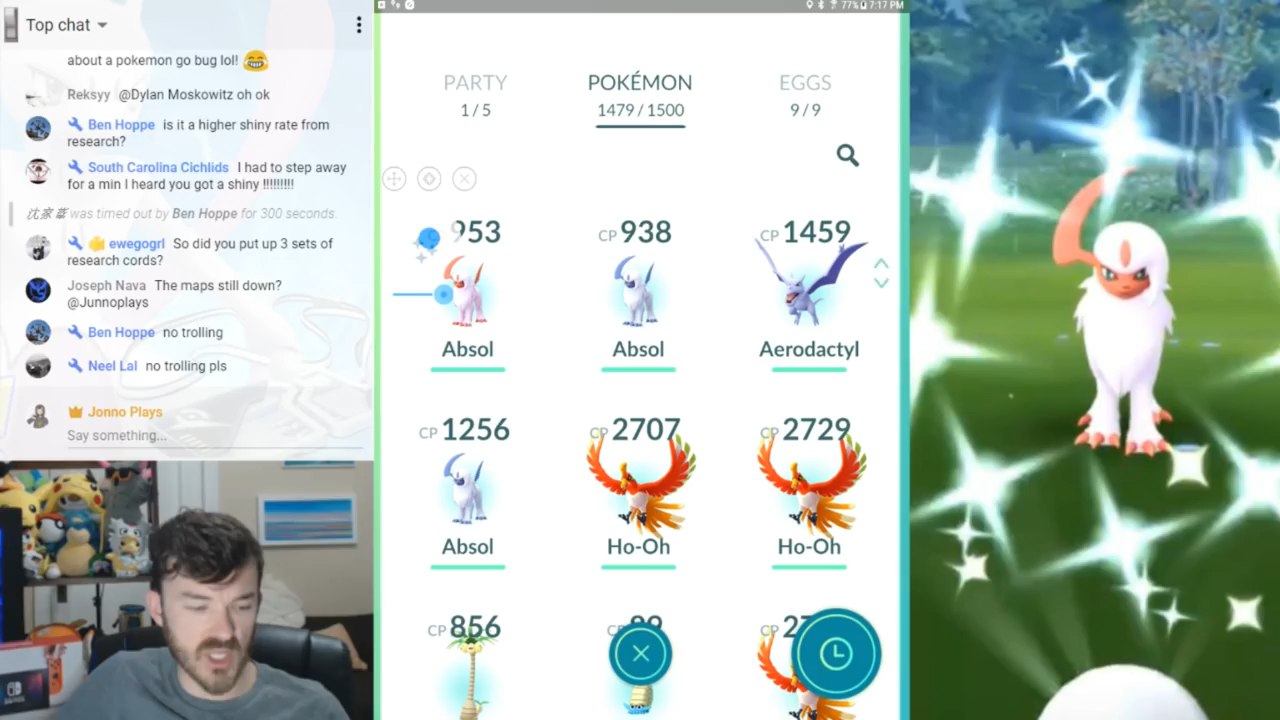 Top chat
about a pokemon go bug lol! 😂
Reksyy @Dylan Moskowitz oh ok
Ben Hoppe is it a higher shiny rate from
research?
South Carolina Cichlids I had to step away
for a min I heard you got a shiny !!!!!!!!!
was timed out by Ben Hoppe for 300 seconds.
ewegogrl So did you put up 3 sets of
research cords?
Joseph Nava The maps still down?
@Junnoplays
Ben Hoppe no trolling
Neel Lal no trolling pls
Jonno Plays
Say something...
77% 7:17 PM
PARTY
1 / 5
POKÉMON
1479 / 1500
EGGS
9 / 9
953
CP 938
CP 1459
Absol
Absol
Aerodactyl
CP 1256
CP 2707
CP 2729
Absol
Ho-Oh
Ho-Oh
CP 856